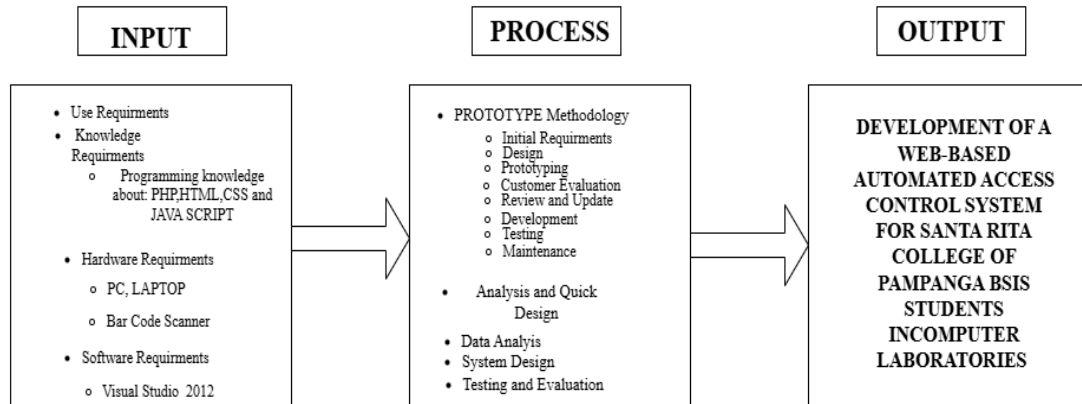 INPUT
Use Requirments
Knowledge
Requirments
Programming knowledge
about: PHP,HTML,CSS and
JAVA SCRIPT
Hardware Requirments
PC, LAPTOP
Bar Code Scanner
Software Requirments
Visual Studio 2012
PROCESS
PROTOTYPE Methodology
Initial Requirments
Design
Prototyping
Customer Evaluation
Review and Update
Development
Testing
Maintenance
Analysis and Quick
Design
Data Analyis
System Design
Testing and Evaluation
OUTPUT
DEVELOPMENT OF A
WEB-BASED
AUTOMATED ACCESS
CONTROL SYSTEM
FOR SANTA RITA
COLLEGE OF
PAMPANGA BSIS
STUDENTS
INCOMPUTER
LABORATORIES